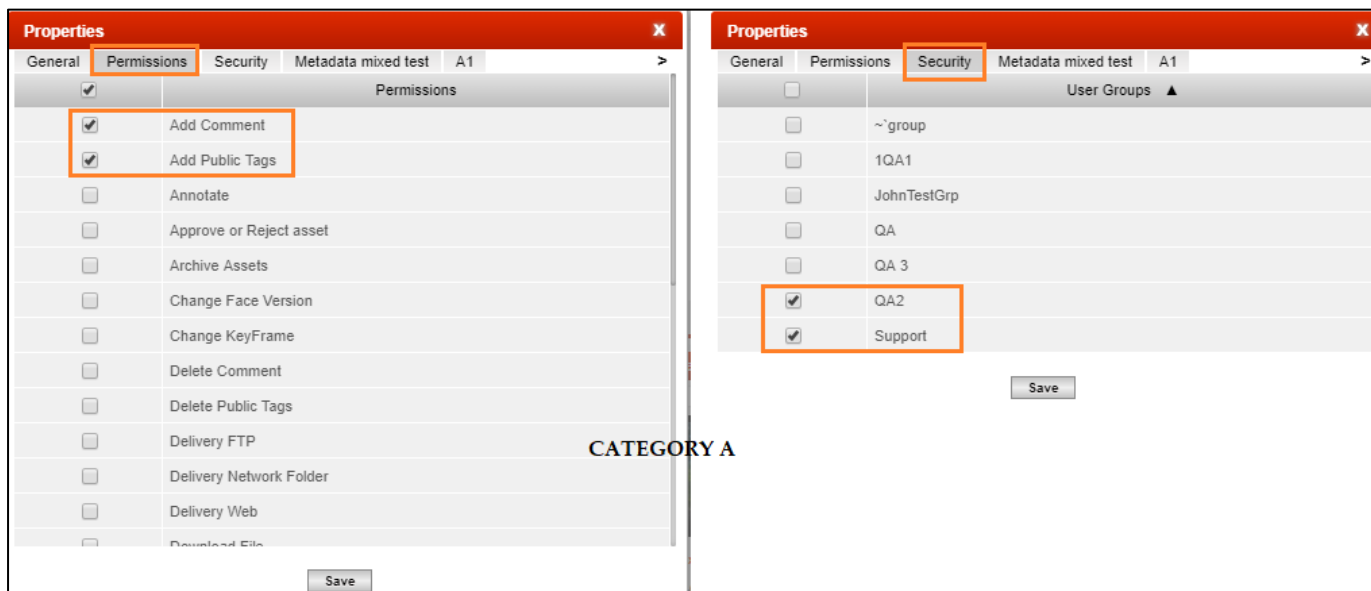 Properties X
General Permissions Security Metadata mixed test A1 >
Permissions
Add Comment
Add Public Tags
Annotate
Approve or Reject asset
Archive Assets
Change Face Version
Change KeyFrame
Delete Comment
Delete Public Tags
Delivery FTP
Delivery Network Folder
Delivery Web
Download File
Save
Properties X
General Permissions Security Metadata mixed test A1 >
User Groups ▲
~`group
1QA1
JohnTestGrp
QA
QA 3
QA2
Support
Save
CATEGORY A